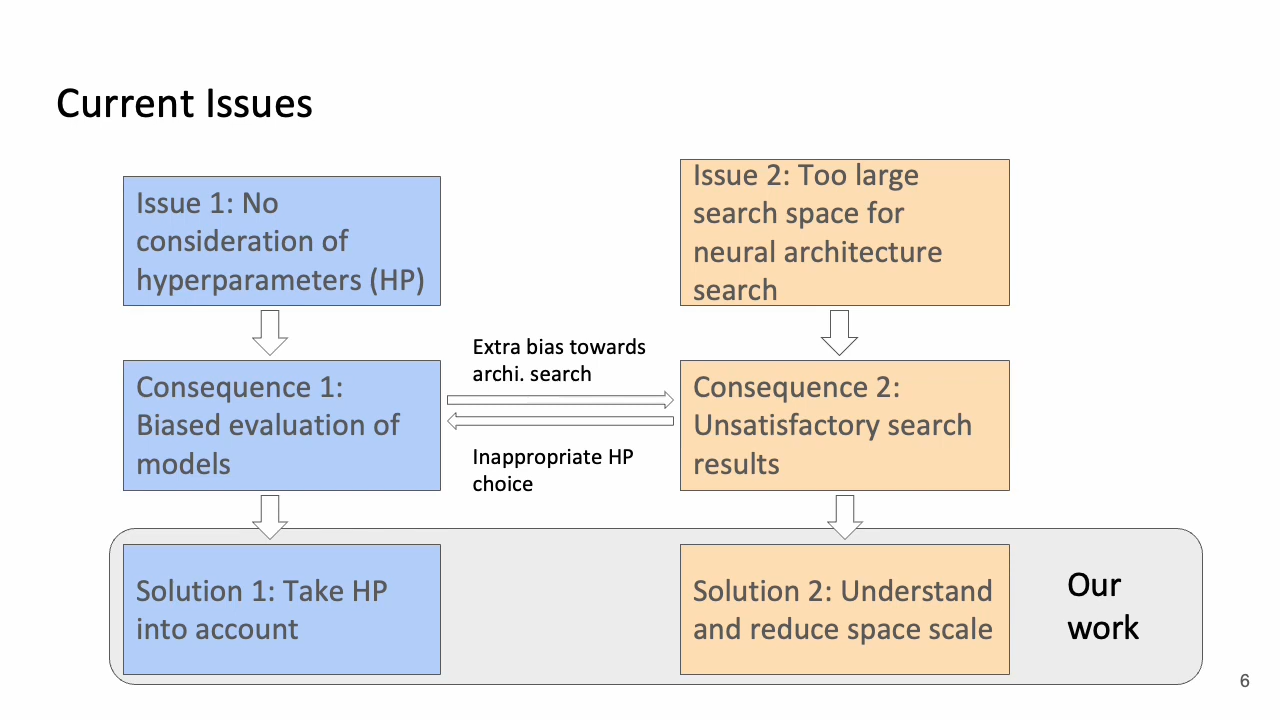 Current Issues
Issue 1: No
consideration of
hyperparameters (HP)
Issue 2: Too large
search space for
neural architecture
search
Extra bias towards
archi. search
Consequence 1:
Biased evaluation of
models
Consequence 2:
Unsatisfactory search
results
Inappropriate HP
choice
Solution 1: Take HP
into account
Solution 2: Understand
and reduce space scale
Our
work
6